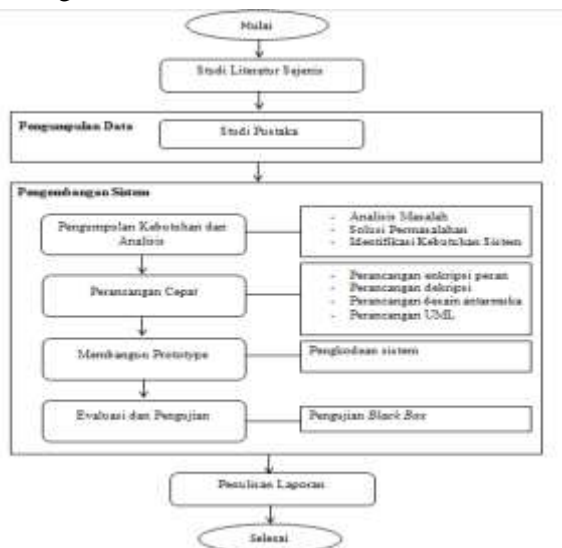 Mulai
Studi Literatur Sejenis
Pengumpulan Data
Studi Pustaka
Pengembangan Sistem
Pengumpulan Kebutuhan dan
Analisis
- Analisis Masalah
- Solusi Permasalahan
- Identifikasi Kebutuhan Sistem
Perancangan Cepat
- Perancangan enkripsi pesan
- Perancangan dekripsi
- Perancangan desain antarmuka
- Perancangan UML
Membangun Prototype
Pengkodean sistem
Evaluasi dan Pengujian
Pengujian Black Box
Penulisan Laporan
Selesai